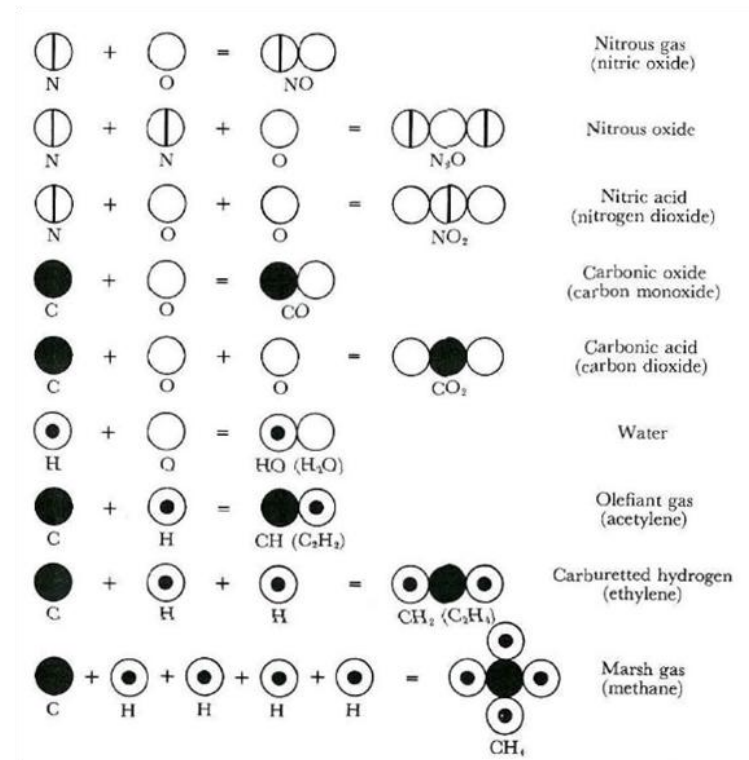 + = Nitrous gas
(nitric oxide)
N O NO
+ + = Nitrous oxide
N N O N₂O
+ + = Nitric acid
(nitrogen dioxide)
N O O NO₂
+ = Carbonic oxide
(carbon monoxide)
C O CO
+ + = Carbonic acid
(carbon dioxide)
C O O CO₂
+ = Water
H O HO (H₂O)
+ = Olefiant gas
(acetylene)
C H CH (C₂H₂)
+ + = Carburetted hydrogen
(ethylene)
C H H CH₂ (C₂H₄)
+ + + + = Marsh gas
(methane)
C H H H H
CH₄